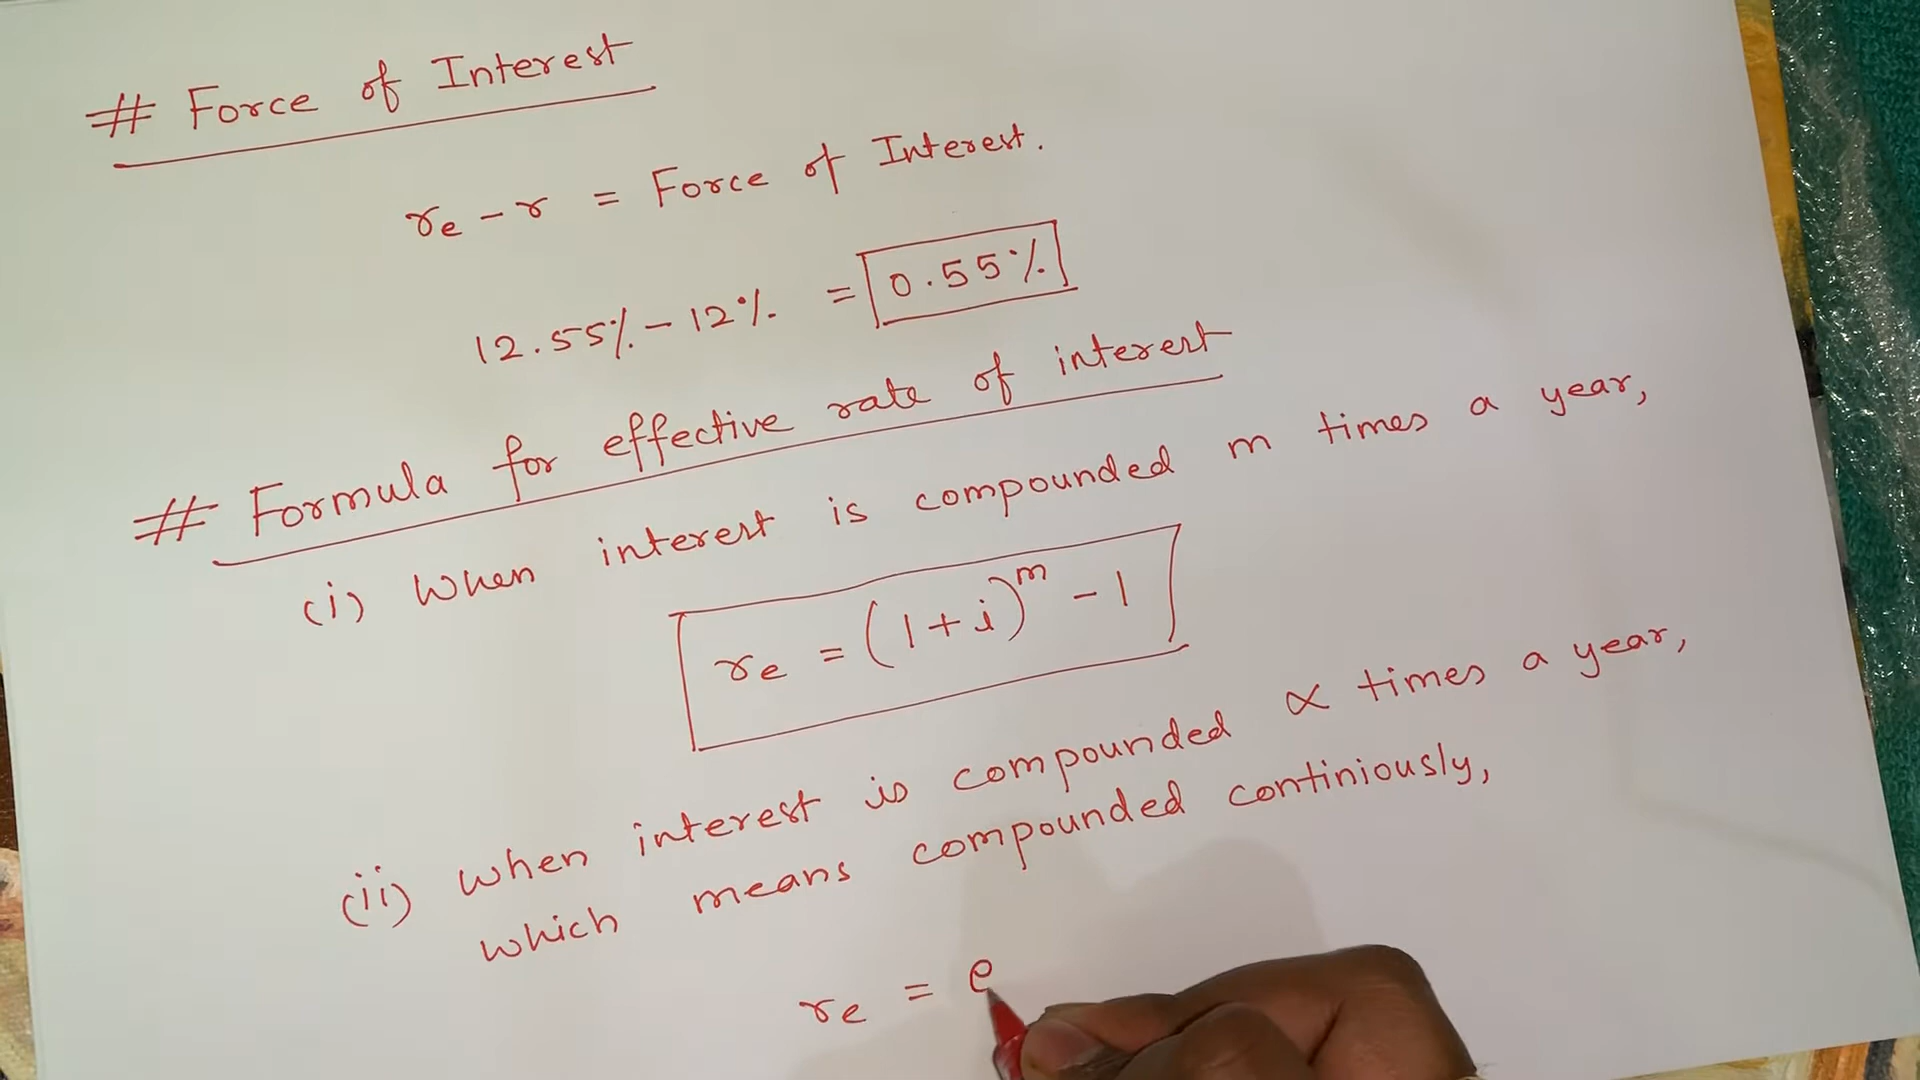 # Force of Interest
re - r = Force of Interest.
12.55% - 12% = 0.55%
# Formula for effective rate of interest
(i) When interest is compounded m times a year,
re = (1+i)^m - 1
(ii) When interest is compounded ∝ times a year,
which means compounded continiously,
re = e